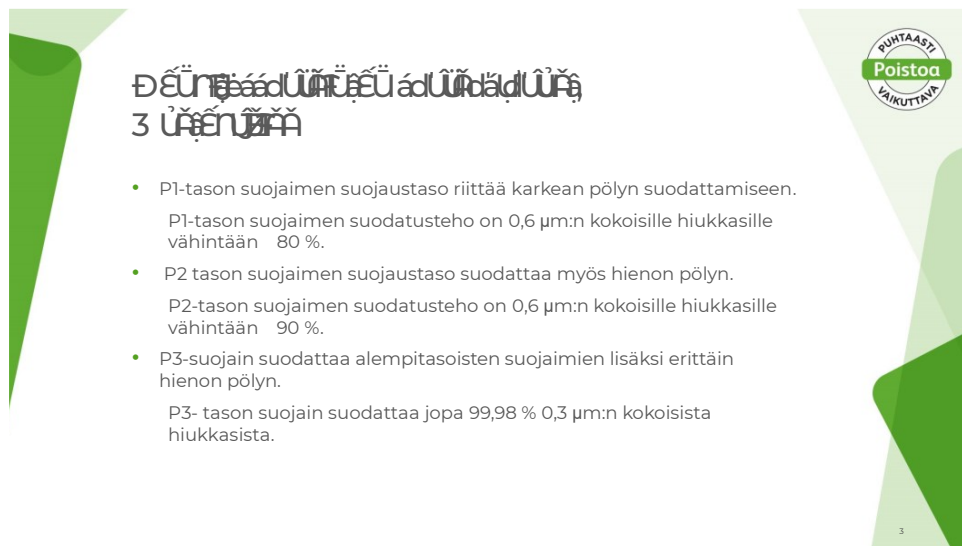 PUHTAASTI
Poistoa
VAIKUTTAVA
3
• P1-tason suojaimen suojaustaso riittää karkean pölyn suodattamiseen.
P1-tason suojaimen suodatusteho on 0,6 µm:n kokoisille hiukkasille
vähintään 80 %.
• P2 tason suojaimen suojaustaso suodattaa myös hienon pölyn.
P2-tason suojaimen suodatusteho on 0,6 µm:n kokoisille hiukkasille
vähintään 90 %.
• P3-suojain suodattaa alempitasoisten suojaimien lisäksi erittäin
hienon pölyn.
P3- tason suojain suodattaa jopa 99,98 % 0,3 µm:n kokoisista
hiukkasista.
3